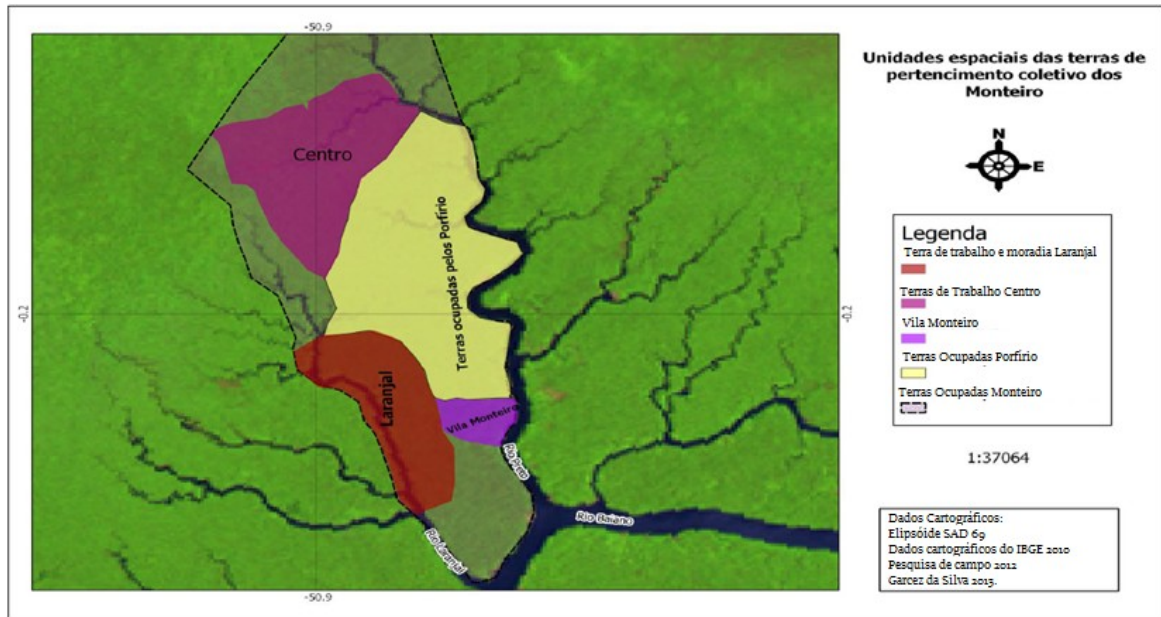 -50.9
Unidades espaciais das terras de
pertencimento coletivo dos
Monteiro
N
E
Centro
Terras ocupadas pelos Porfírio
Legenda
Terra de trabalho e moradia Laranjal
Terras de Trabalho Centro
-0.2
-0.2
Vila Monteiro
Terras Ocupadas Porfirio
Laranjal
Terras Ocupadas Monteiro
Vila Monteiro
Rio Preto
1:37064
Rio Baiano
Rio Laranjal
Dados Cartográficos:
Elipsóide SAD 69
Dados cartográficos do IBGE 2010
Pesquisa de campo 2012
Garcez da Silva 2013.
-50.9